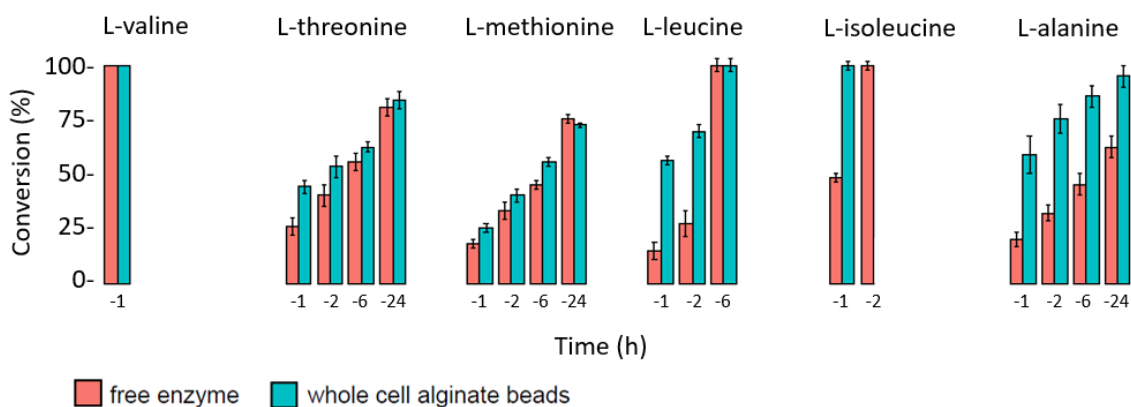 L-valine L-threonine L-methionine L-leucine L-isoleucine L-alanine
Conversion (%)
100-
75-
50-
25-
0-
-1 -1 -2 -6 -24 -1 -2 -6 -24 -1 -2 -6 -1 -2 -1 -2 -6 -24
Time (h)
free enzyme whole cell alginate beads